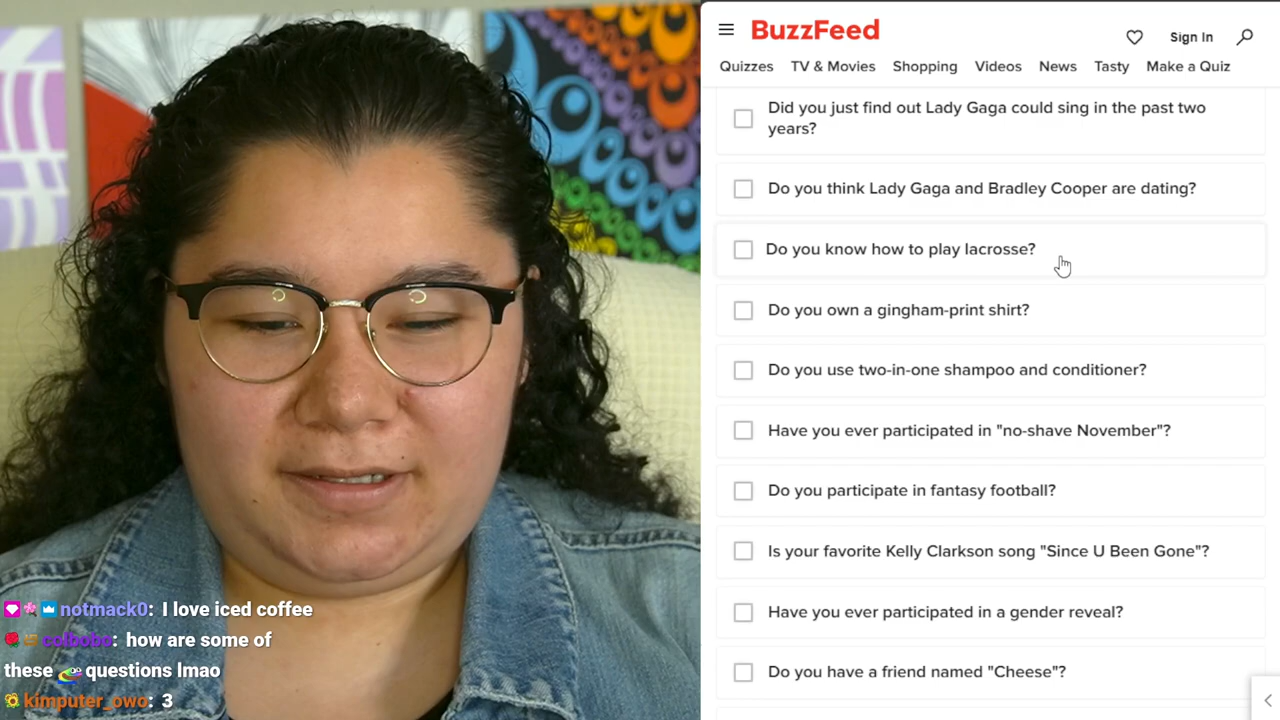 BuzzFeed
Sign In
Quizzes TV & Movies Shopping Videos News Tasty Make a Quiz
Did you just find out Lady Gaga could sing in the past two
years?
Do you think Lady Gaga and Bradley Cooper are dating?
Do you know how to play lacrosse?
Do you own a gingham-print shirt?
Do you use two-in-one shampoo and conditioner?
Have you ever participated in "no-shave November"?
Do you participate in fantasy football?
Is your favorite Kelly Clarkson song "Since U Been Gone"?
Have you ever participated in a gender reveal?
Do you have a friend named "Cheese"?
notmack0: I love iced coffee
colhobo: how are some of
these questions lmao
kimputer_owo: 3